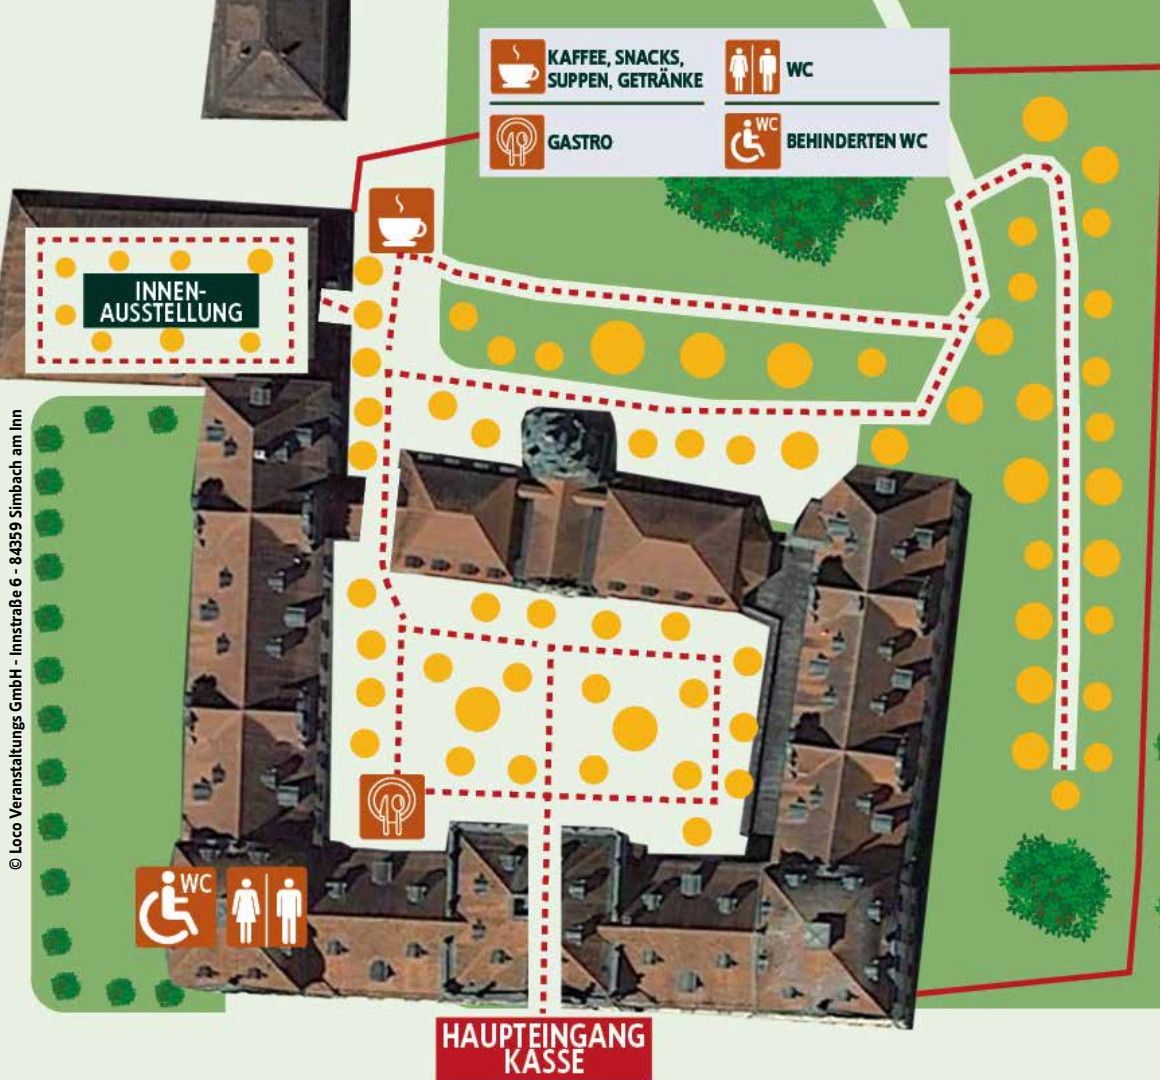 KAFFEE, SNACKS,
SUPPEN, GETRÄNKE
WC
GASTRO
WC
BEHINDERTEN WC
INNEN-
AUSSTELLUNG
© Loco Veranstaltungs GmbH - Innstraße 6 - 84359 Simbach am Inn
WC
HAUPTEINGANG
KASSE